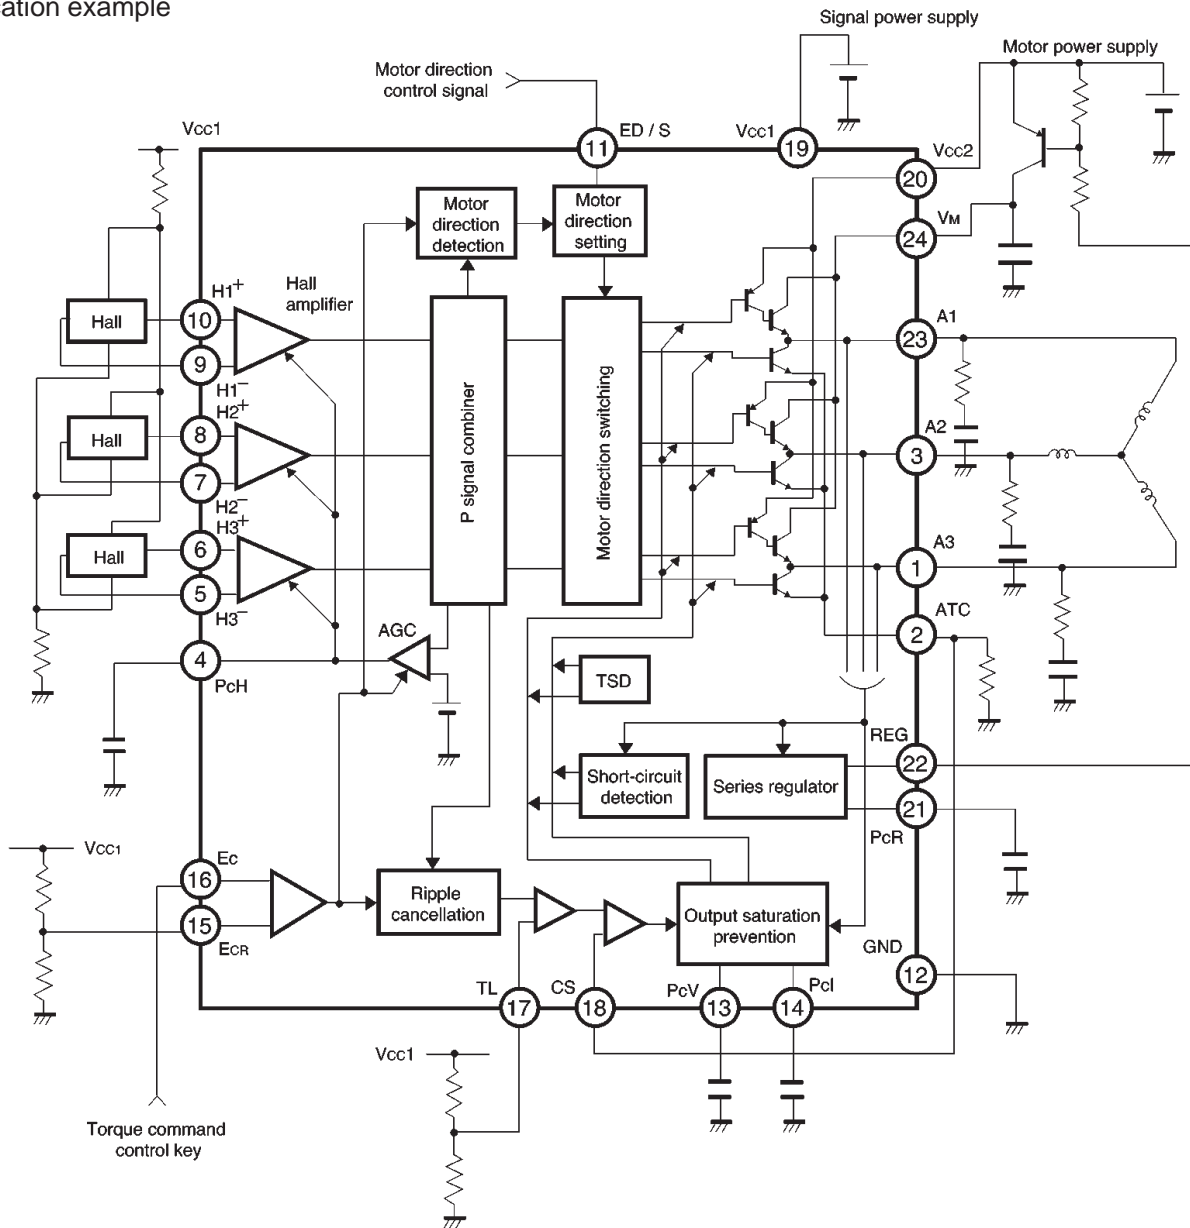 cation example
Signal power supply
Motor power supply
Motor direction
control signal
VCC1
11
ED / S
VCC1
19
VCC2
20
VM
24
Motor
direction
detection
Motor
direction
setting
Hall
amplifier
H1+
Hall
10
9
H1−
H2+
Hall
8
7
H2−
H3+
Hall
6
5
H3−
P signal combiner
Motor direction switching
A1
23
A2
3
A3
1
ATC
2
AGC
4
PCH
TSD
REG
22
Short-circuit
detection
Series regulator
21
PCR
VCC1
EC
16
15
ECR
Ripple
cancellation
Output saturation
prevention
GND
12
TL
17
CS
18
PCV
13
PCI
14
VCC1
Torque command
control key